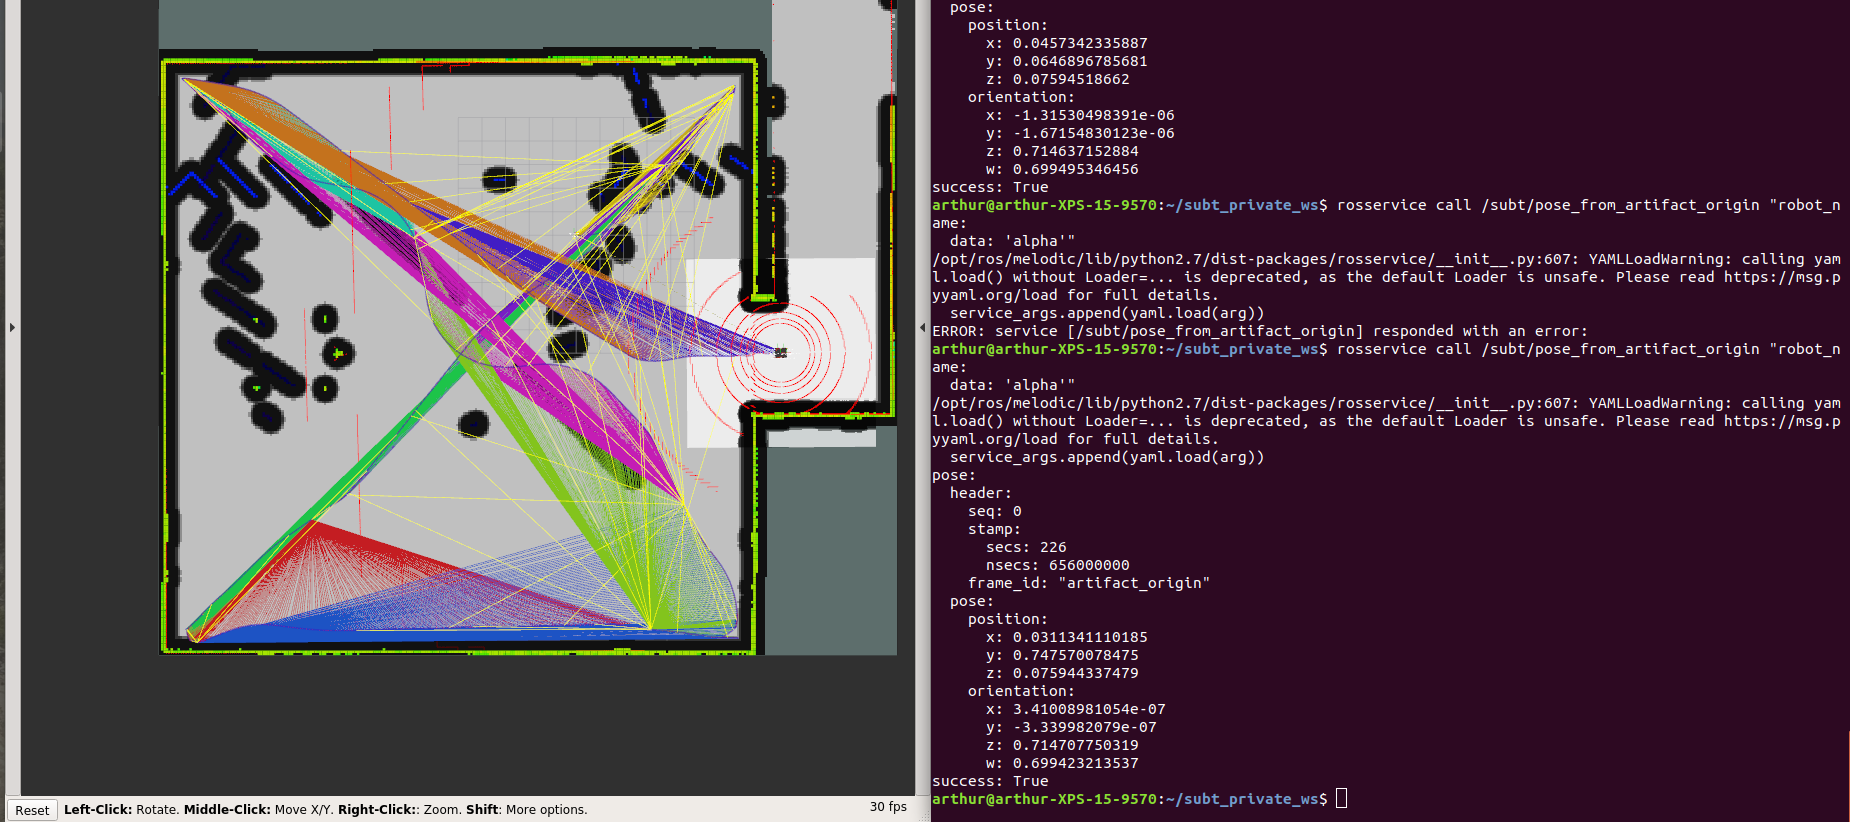 pose:
position:
x: 0.0457342335887
y: 0.0646896785681
z: 0.07594518662
orientation:
x: -1.31530498391e-06
y: -1.67154830123e-06
z: 0.714637152884
w: 0.699495346456
success: True
arthur@arthur-XPS-15-9570:~/subt_private_ws$ rosservice call /subt/pose_from_artifact_origin "robot_n
ame:
data: 'alpha'"
/opt/ros/melodic/lib/python2.7/dist-packages/rosservice/__init__.py:607: YAMLLoadWarning: calling yam
l.load() without Loader=... is deprecated, as the default Loader is unsafe. Please read https://msg.p
yyaml.org/load for full details.
service_args.append(yaml.load(arg))
ERROR: service [/subt/pose_from_artifact_origin] responded with an error:
arthur@arthur-XPS-15-9570:~/subt_private_ws$ rosservice call /subt/pose_from_artifact_origin "robot_n
ame:
data: 'alpha'"
/opt/ros/melodic/lib/python2.7/dist-packages/rosservice/__init__.py:607: YAMLLoadWarning: calling yam
l.load() without Loader=... is deprecated, as the default Loader is unsafe. Please read https://msg.p
yyaml.org/load for full details.
service_args.append(yaml.load(arg))
pose:
header:
seq: 0
stamp:
secs: 226
nsecs: 656000000
frame_id: "artifact_origin"
pose:
position:
x: 0.0311341110185
y: 0.747570078475
z: 0.075944337479
orientation:
x: 3.41008981054e-07
y: -3.339982079e-07
z: 0.714707750319
w: 0.699423213537
success: True
arthur@arthur-XPS-15-9570:~/subt_private_ws$
Reset Left-Click: Rotate. Middle-Click: Move X/Y. Right-Click:: Zoom. Shift: More options. 30 fps